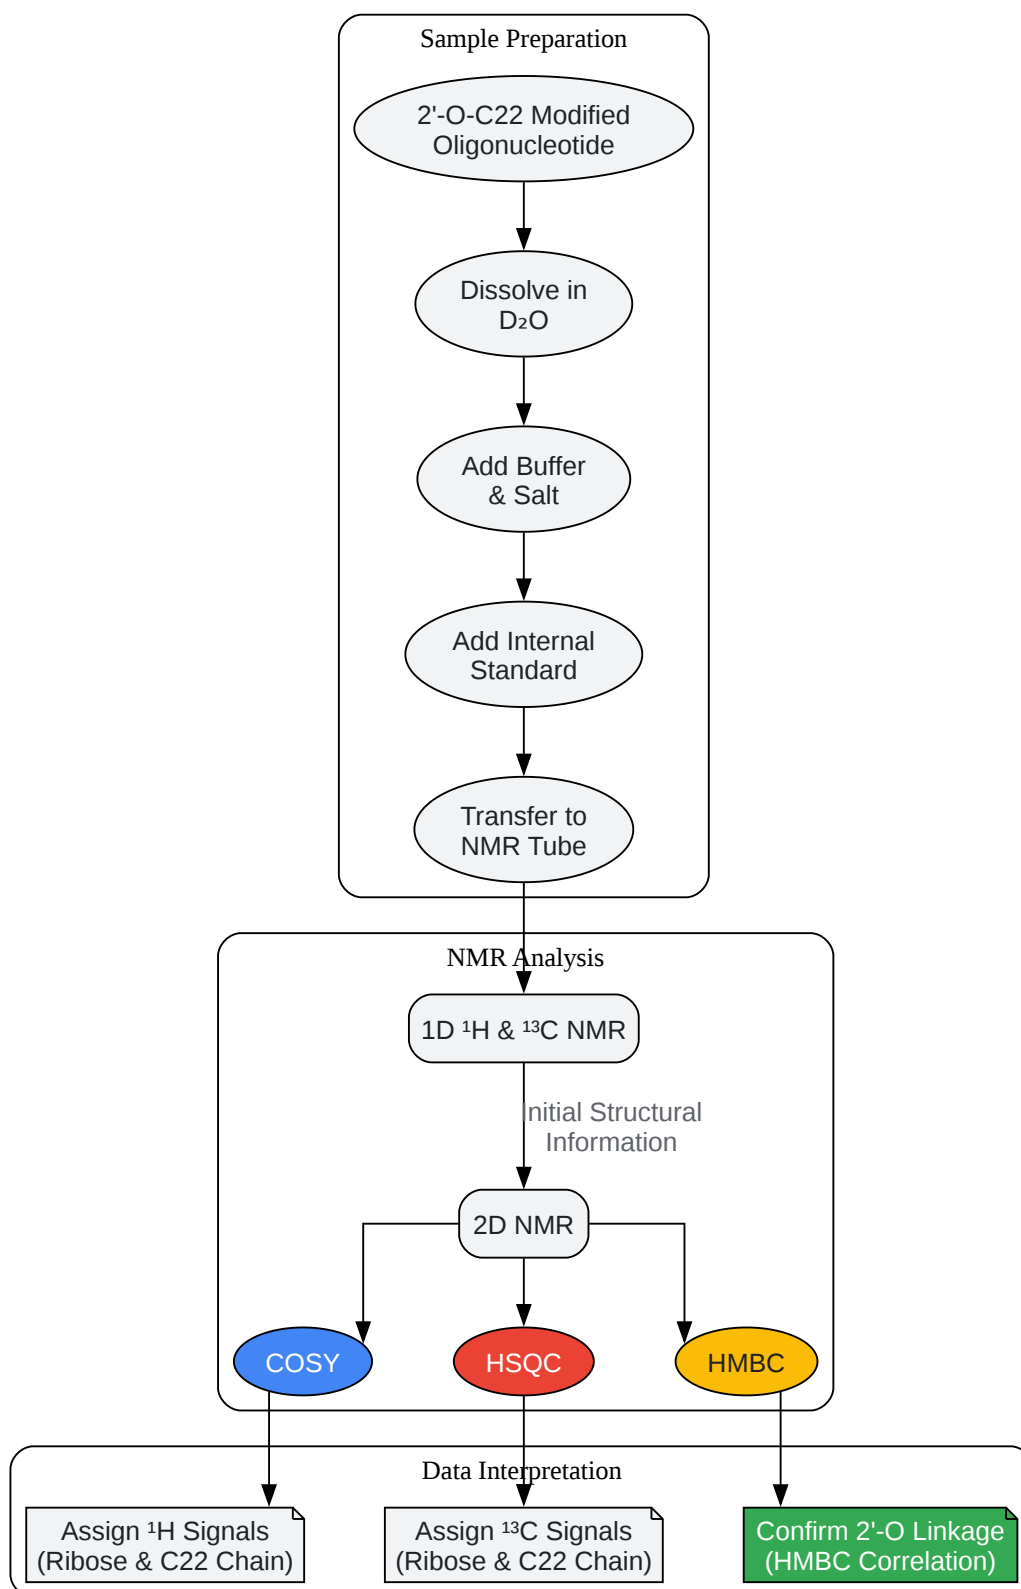 Sample Preparation
2'-O-C22 Modified
Oligonucleotide
Dissolve in
D₂O
Add Buffer
& Salt
Add Internal
Standard
Transfer to
NMR Tube
NMR Analysis
1D ¹H & ¹³C NMR
Initial Structural
Information
2D NMR
COSY
HSQC
HMBC
Data Interpretation
Assign ¹H Signals
(Ribose & C22 Chain)
Assign ¹³C Signals
(Ribose & C22 Chain)
Confirm 2'-O Linkage
(HMBC Correlation)